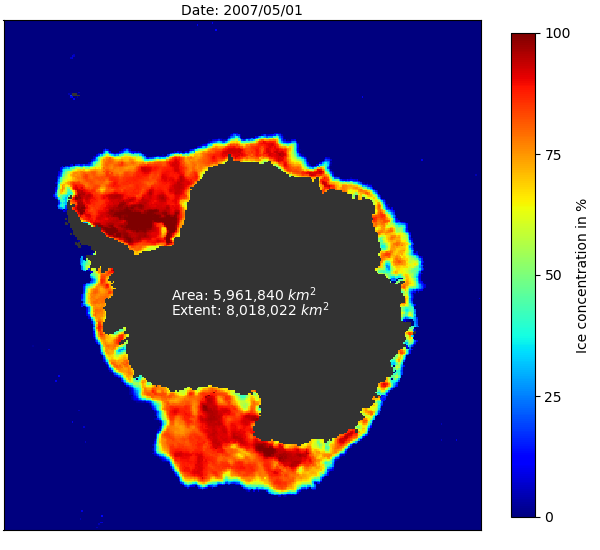 Date: 2007/05/01
100
75
50
25
0
Ice concentration in %
Area: 5,961,840 km²
Extent: 8,018,022 km²